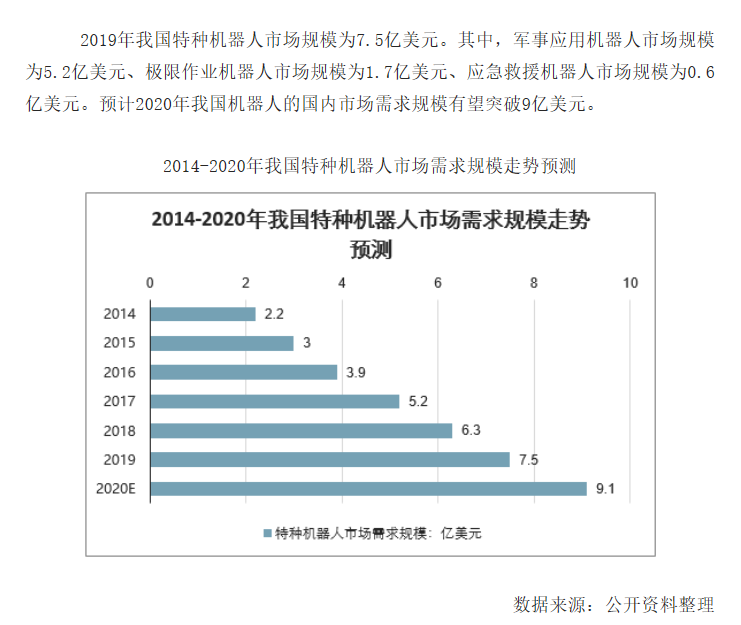 2019年我国特种机器人市场规模为7.5亿美元。其中，军事应用机器人市场规模
为5.2亿美元、极限作业机器人市场规模为1.7亿美元、应急救援机器人市场规模为0.6
亿美元。预计2020年我国机器人的国内市场需求规模有望突破9亿美元。
2014-2020年我国特种机器人市场需求规模走势预测
2014-2020年我国特种机器人市场需求规模走势
预测
0 2 4 6 8 10
2014 2.2
2015 3
2016 3.9
2017 5.2
2018 6.3
2019 7.5
2020E 9.1
特种机器人市场需求规模：亿美元
数据来源：公开资料整理